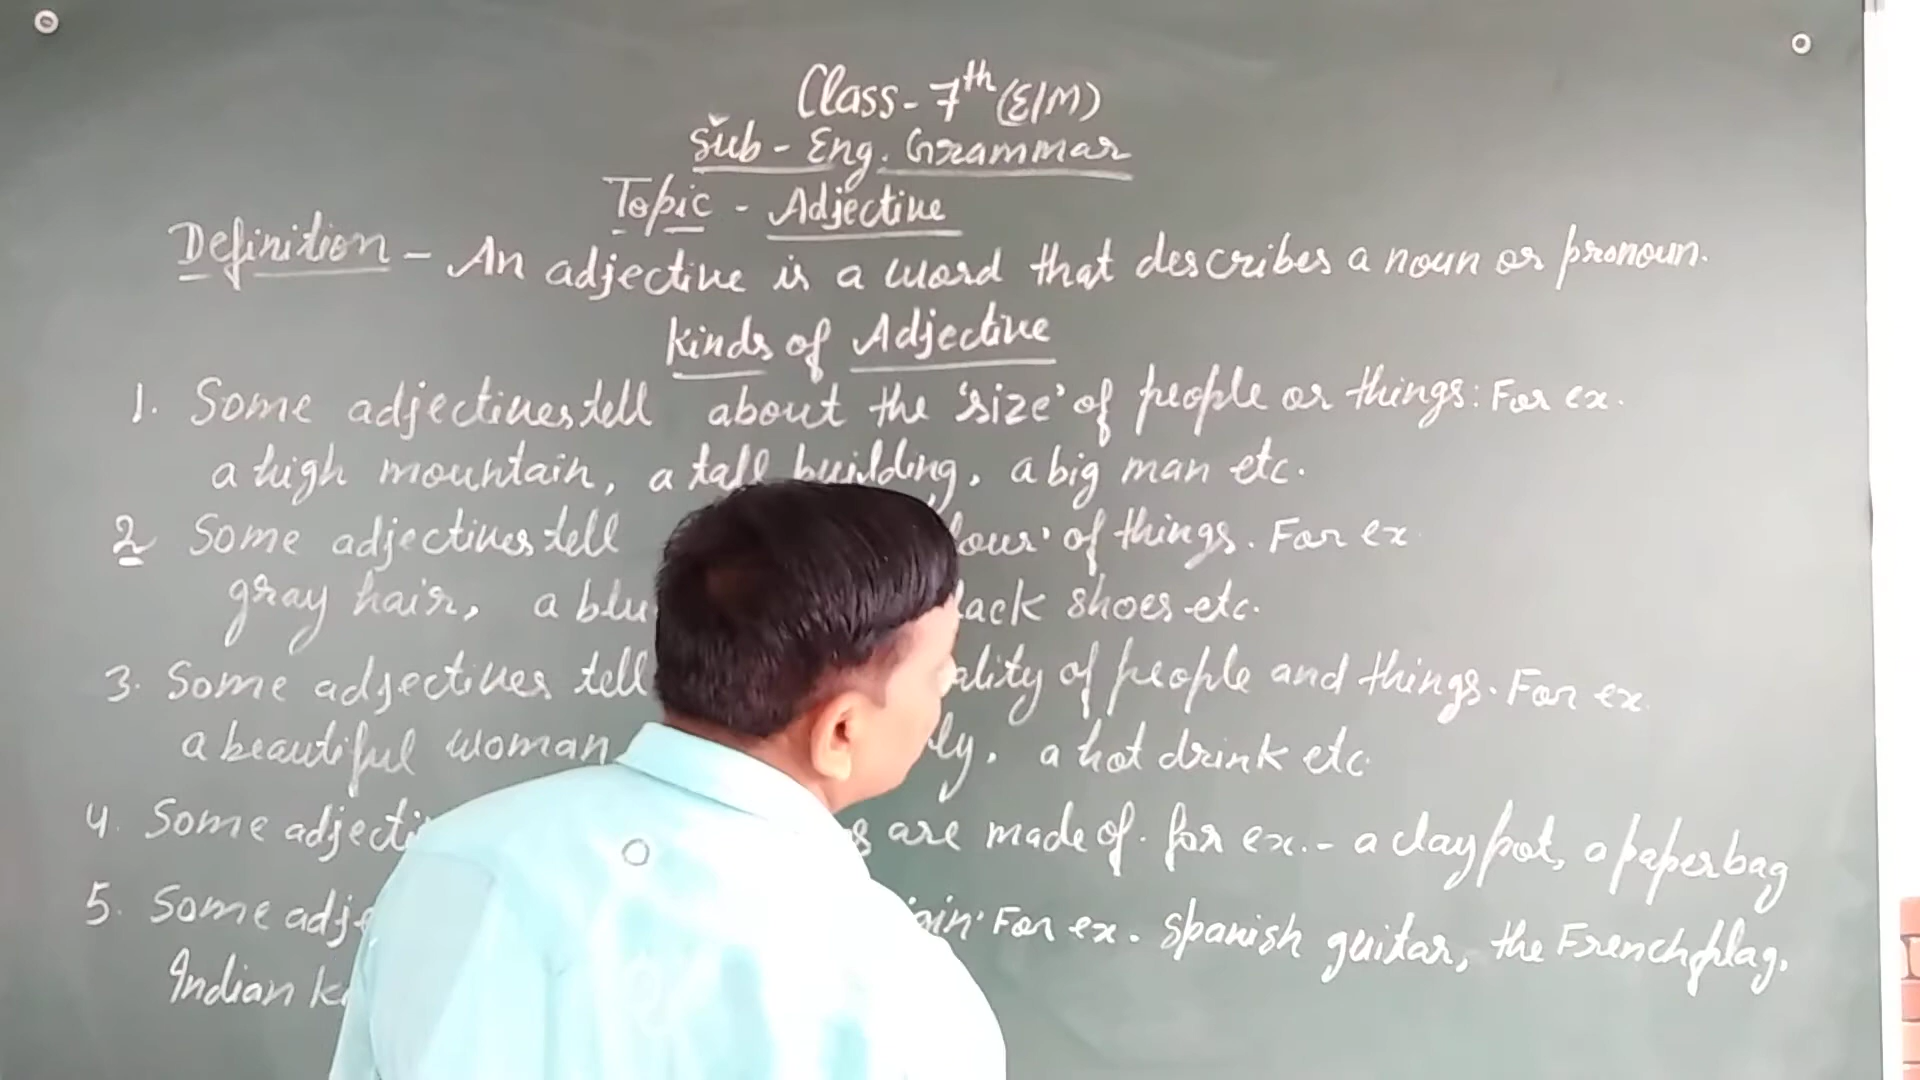 Class - 7th (E/M)
Sub - Eng. Grammar
Topic - Adjective
Definition - An adjective is a word that describes a noun or pronoun.
Kinds of Adjective
1. Some adjectives tell about the 'size' of people or things: For ex.
a high mountain, a tall building, a big man etc.
2 Some adjectives tell of things. For ex
gray hair, a shoes etc.
3. Some adjectives tell of people and things. For ex.
a beautiful woman, a hot drink etc
4. Some are made of. for ex. - a clay pot, a paper bag
5. Some For ex. Spanish guitar, the French flag,
Indian